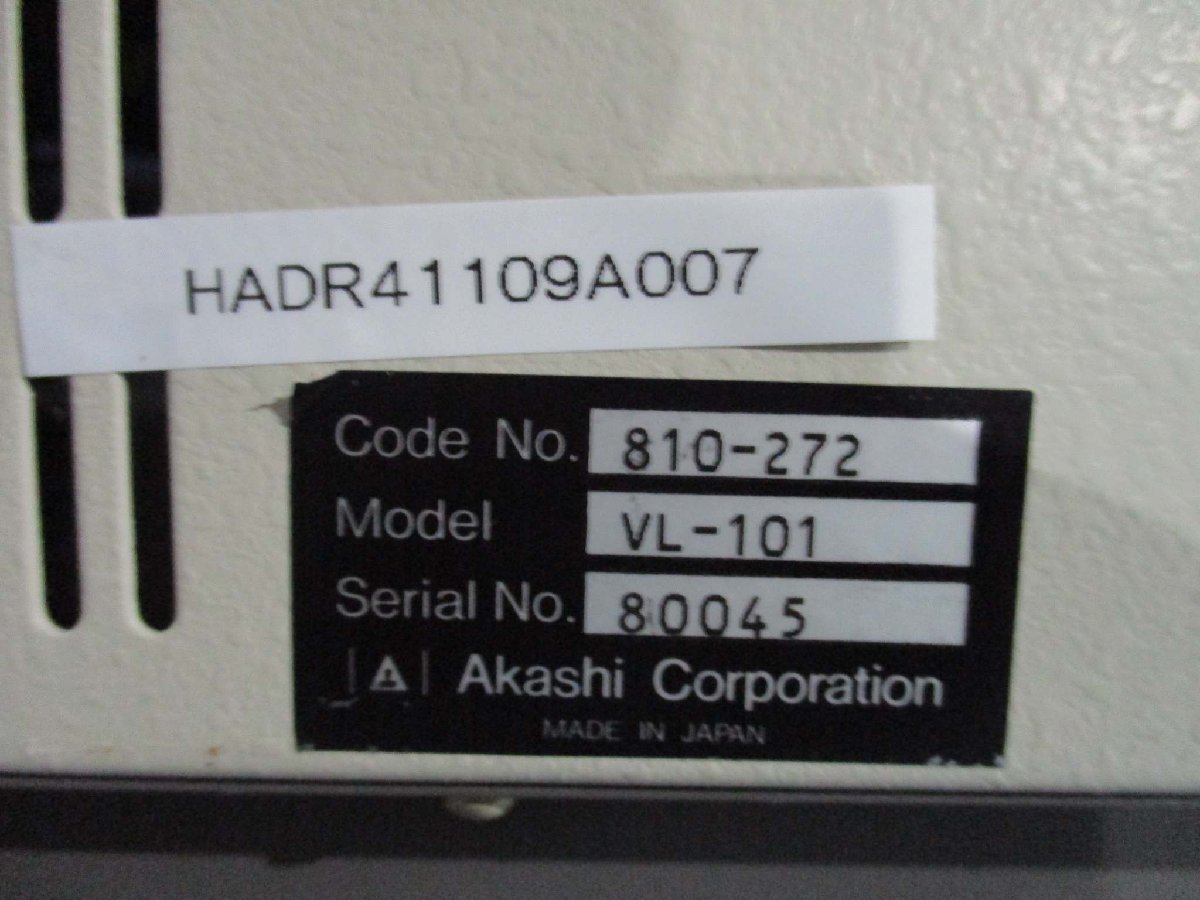 HADR41109A007
Code No. 810-272
Model VL-101
Serial No. 80045
Akashi Corporation
MADE IN JAPAN